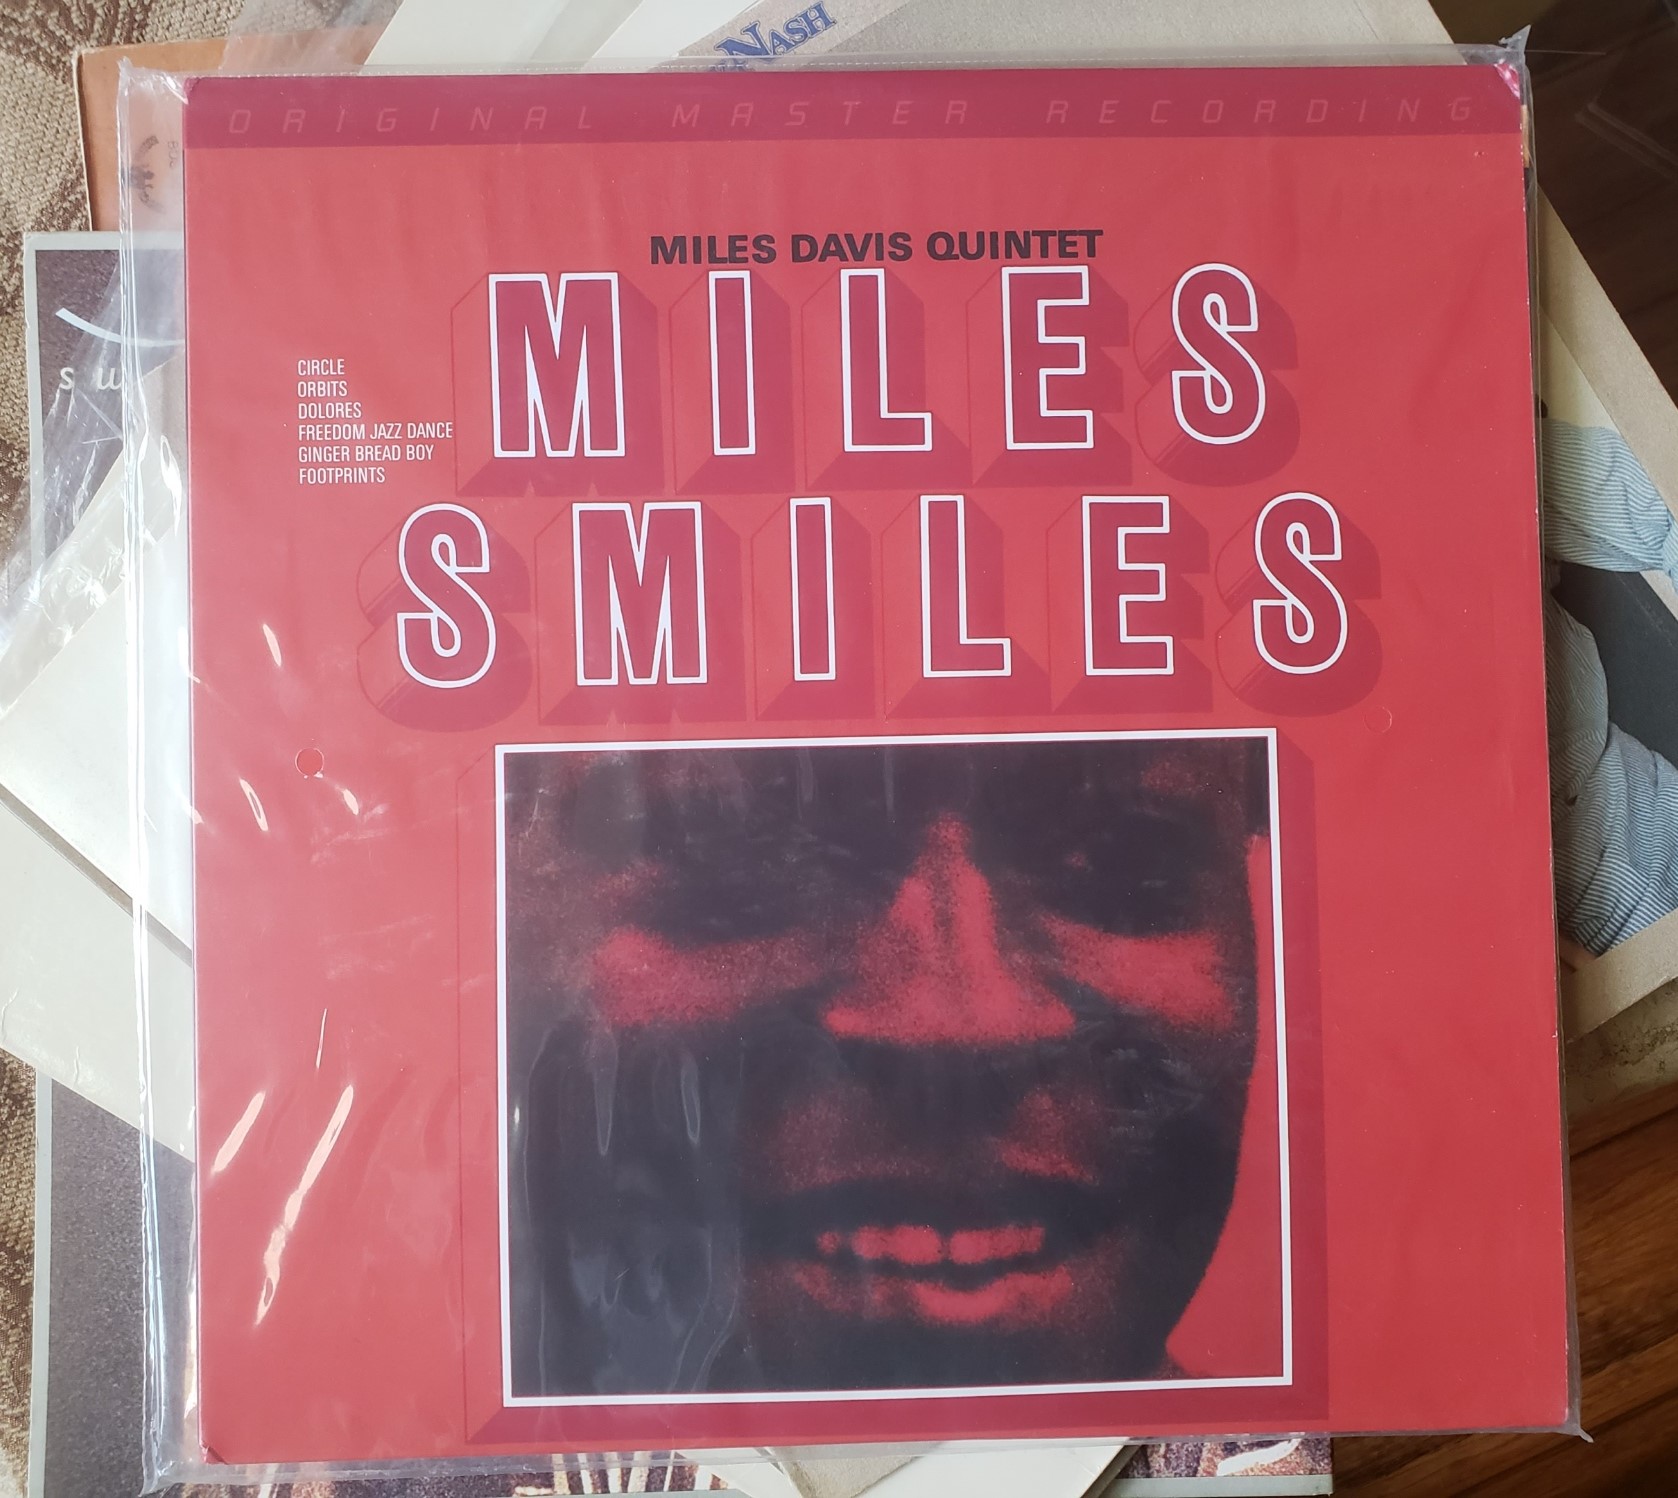 NASH
ORIGINAL MASTER RECORDING
MILES DAVIS QUINTET
MILES
SMILES
CIRCLE
ORBITS
DOLORES
FREEDOM JAZZ DANCE
GINGER BREAD BOY
FOOTPRINTS